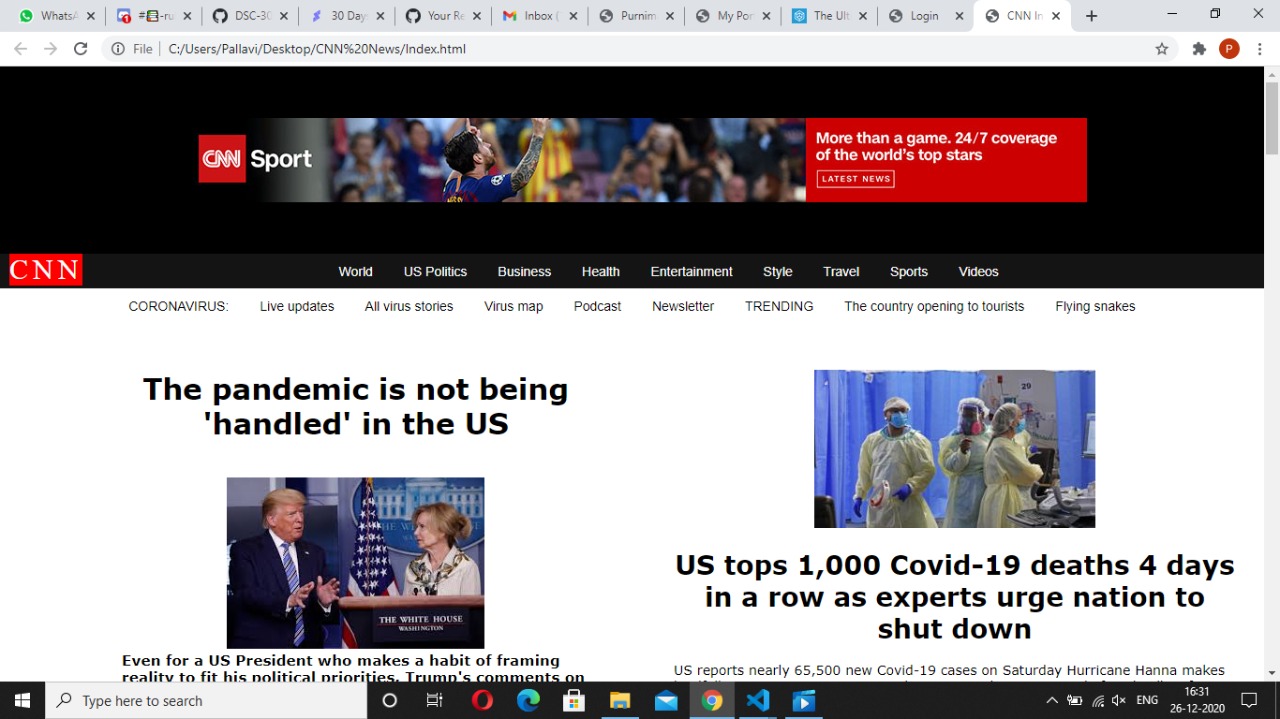 WhatsA
#📗-ru
DSC-30
30 Day
Your Re
Inbox (
Purnim
My Por
The Ult
Login
CNN In
File
C:/Users/Pallavi/Desktop/CNN%20News/Index.html
P
CNN Sport
More than a game. 24/7 coverage
of the world's top stars
LATEST NEWS
CNN
World US Politics Business Health Entertainment Style Travel Sports Videos
CORONAVIRUS: Live updates All virus stories Virus map Podcast Newsletter TRENDING The country opening to tourists Flying snakes
The pandemic is not being
'handled' in the US
THE WHITE HOUSE
WASHINGTON
Even for a US President who makes a habit of framing
reality to fit his political priorities, Trump's comments on
29
US tops 1,000 Covid-19 deaths 4 days
in a row as experts urge nation to
shut down
US reports nearly 65,500 new Covid-19 cases on Saturday Hurricane Hanna makes
Type here to search
ENG
16:31
26-12-2020